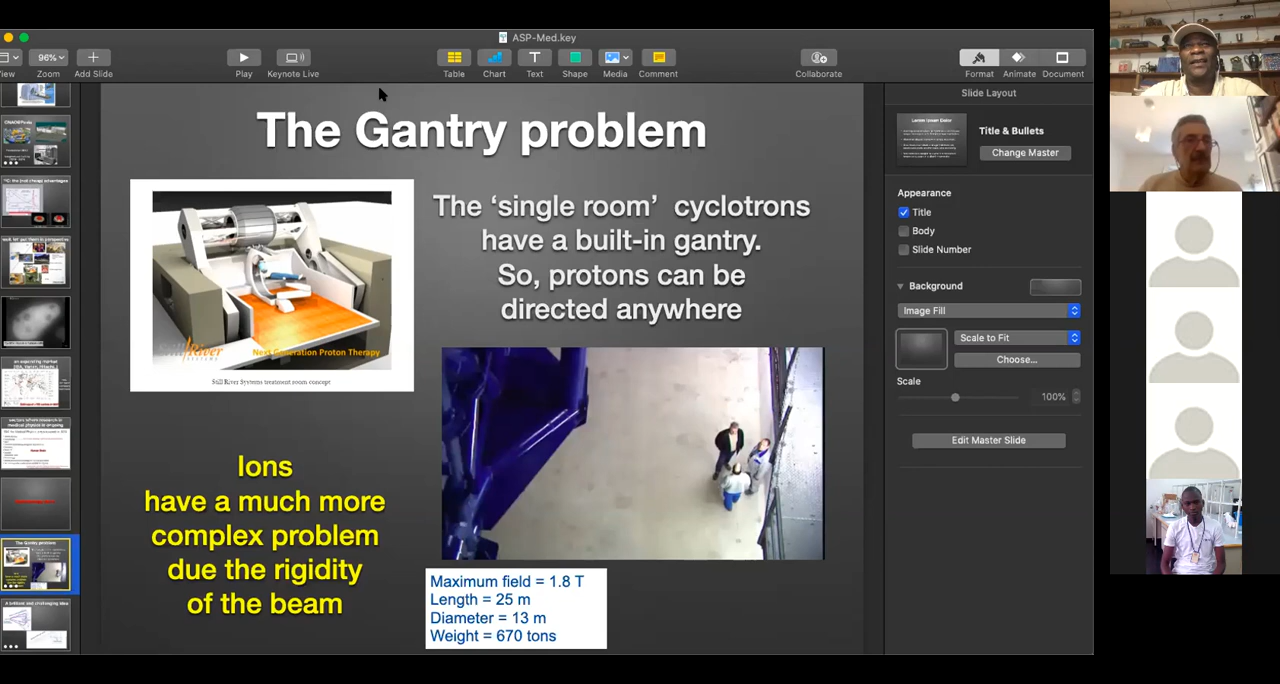 ASP-Med.key
View
96%
Zoom
Add Slide
Play
Keynote Live
Table
Chart
Text
Shape
Media
Comment
Collaborate
Format
Animate
Document
The Gantry problem
Next Generation Proton Therapy
Still River Systems treatment room concept
The ‘single room’ cyclotrons
have a built-in gantry.
So, protons can be
directed anywhere
Ions
have a much more
complex problem
due the rigidity
of the beam
Maximum field = 1.8 T
Length = 25 m
Diameter = 13 m
Weight = 670 tons
Slide Layout
Title & Bullets
Change Master
Appearance
Title
Body
Slide Number
Background
Image Fill
Scale to Fit
Choose...
Scale
100%
Edit Master Slide
The Gantry problem